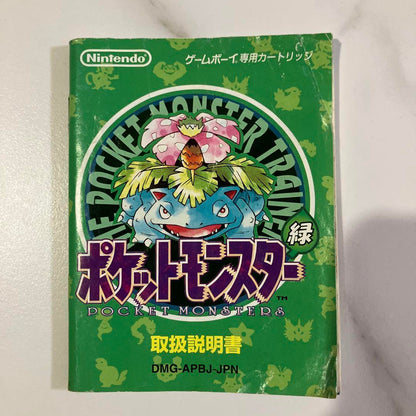 Nintendo
ゲームボーイ専用カートリッジ
THE POCKET MONSTER TRAINER
緑
ポケットモンスター
TM
POCKET MONSTERS
取扱説明書
DMG-APBJ-JPN